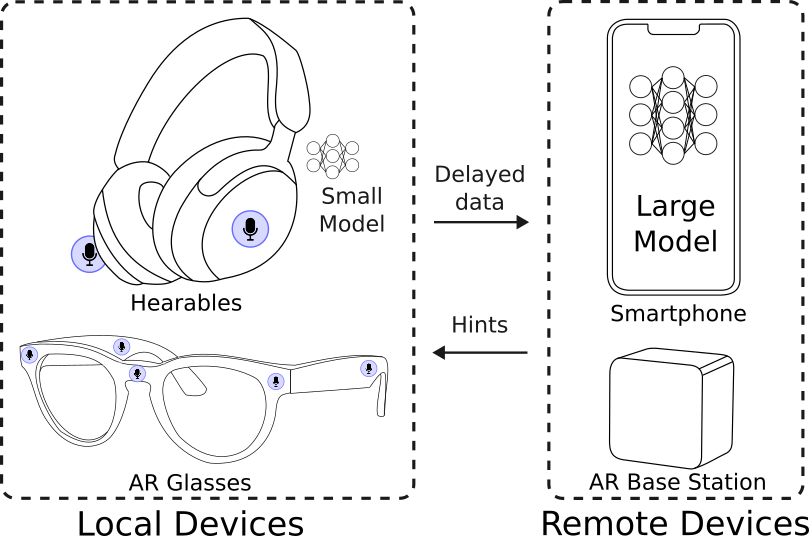 Small
Model
Hearables
AR Glasses
Local Devices
Delayed
data
Hints
Large
Model
Smartphone
AR Base Station
Remote Devices